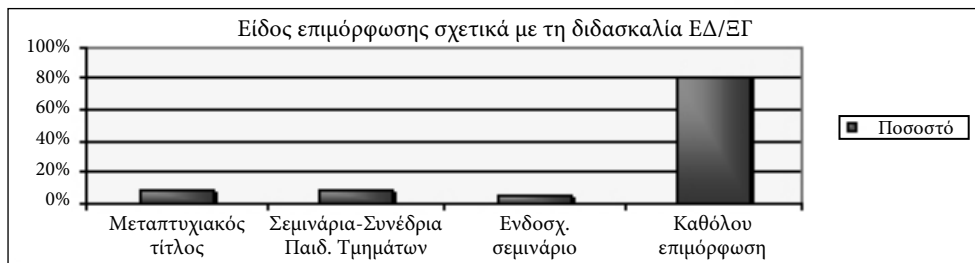 Είδος επιμόρφωσης σχετικά με τη διδασκαλία ΕΔ/ΞΓ
100%
80%
60%
40%
20%
0%
Μεταπτυχιακός τίτλος
Σεμινάρια-Συνέδρια Παιδ. Τμημάτων
Ενδοσχ. σεμινάριο
Καθόλου επιμόρφωση
Ποσοστό